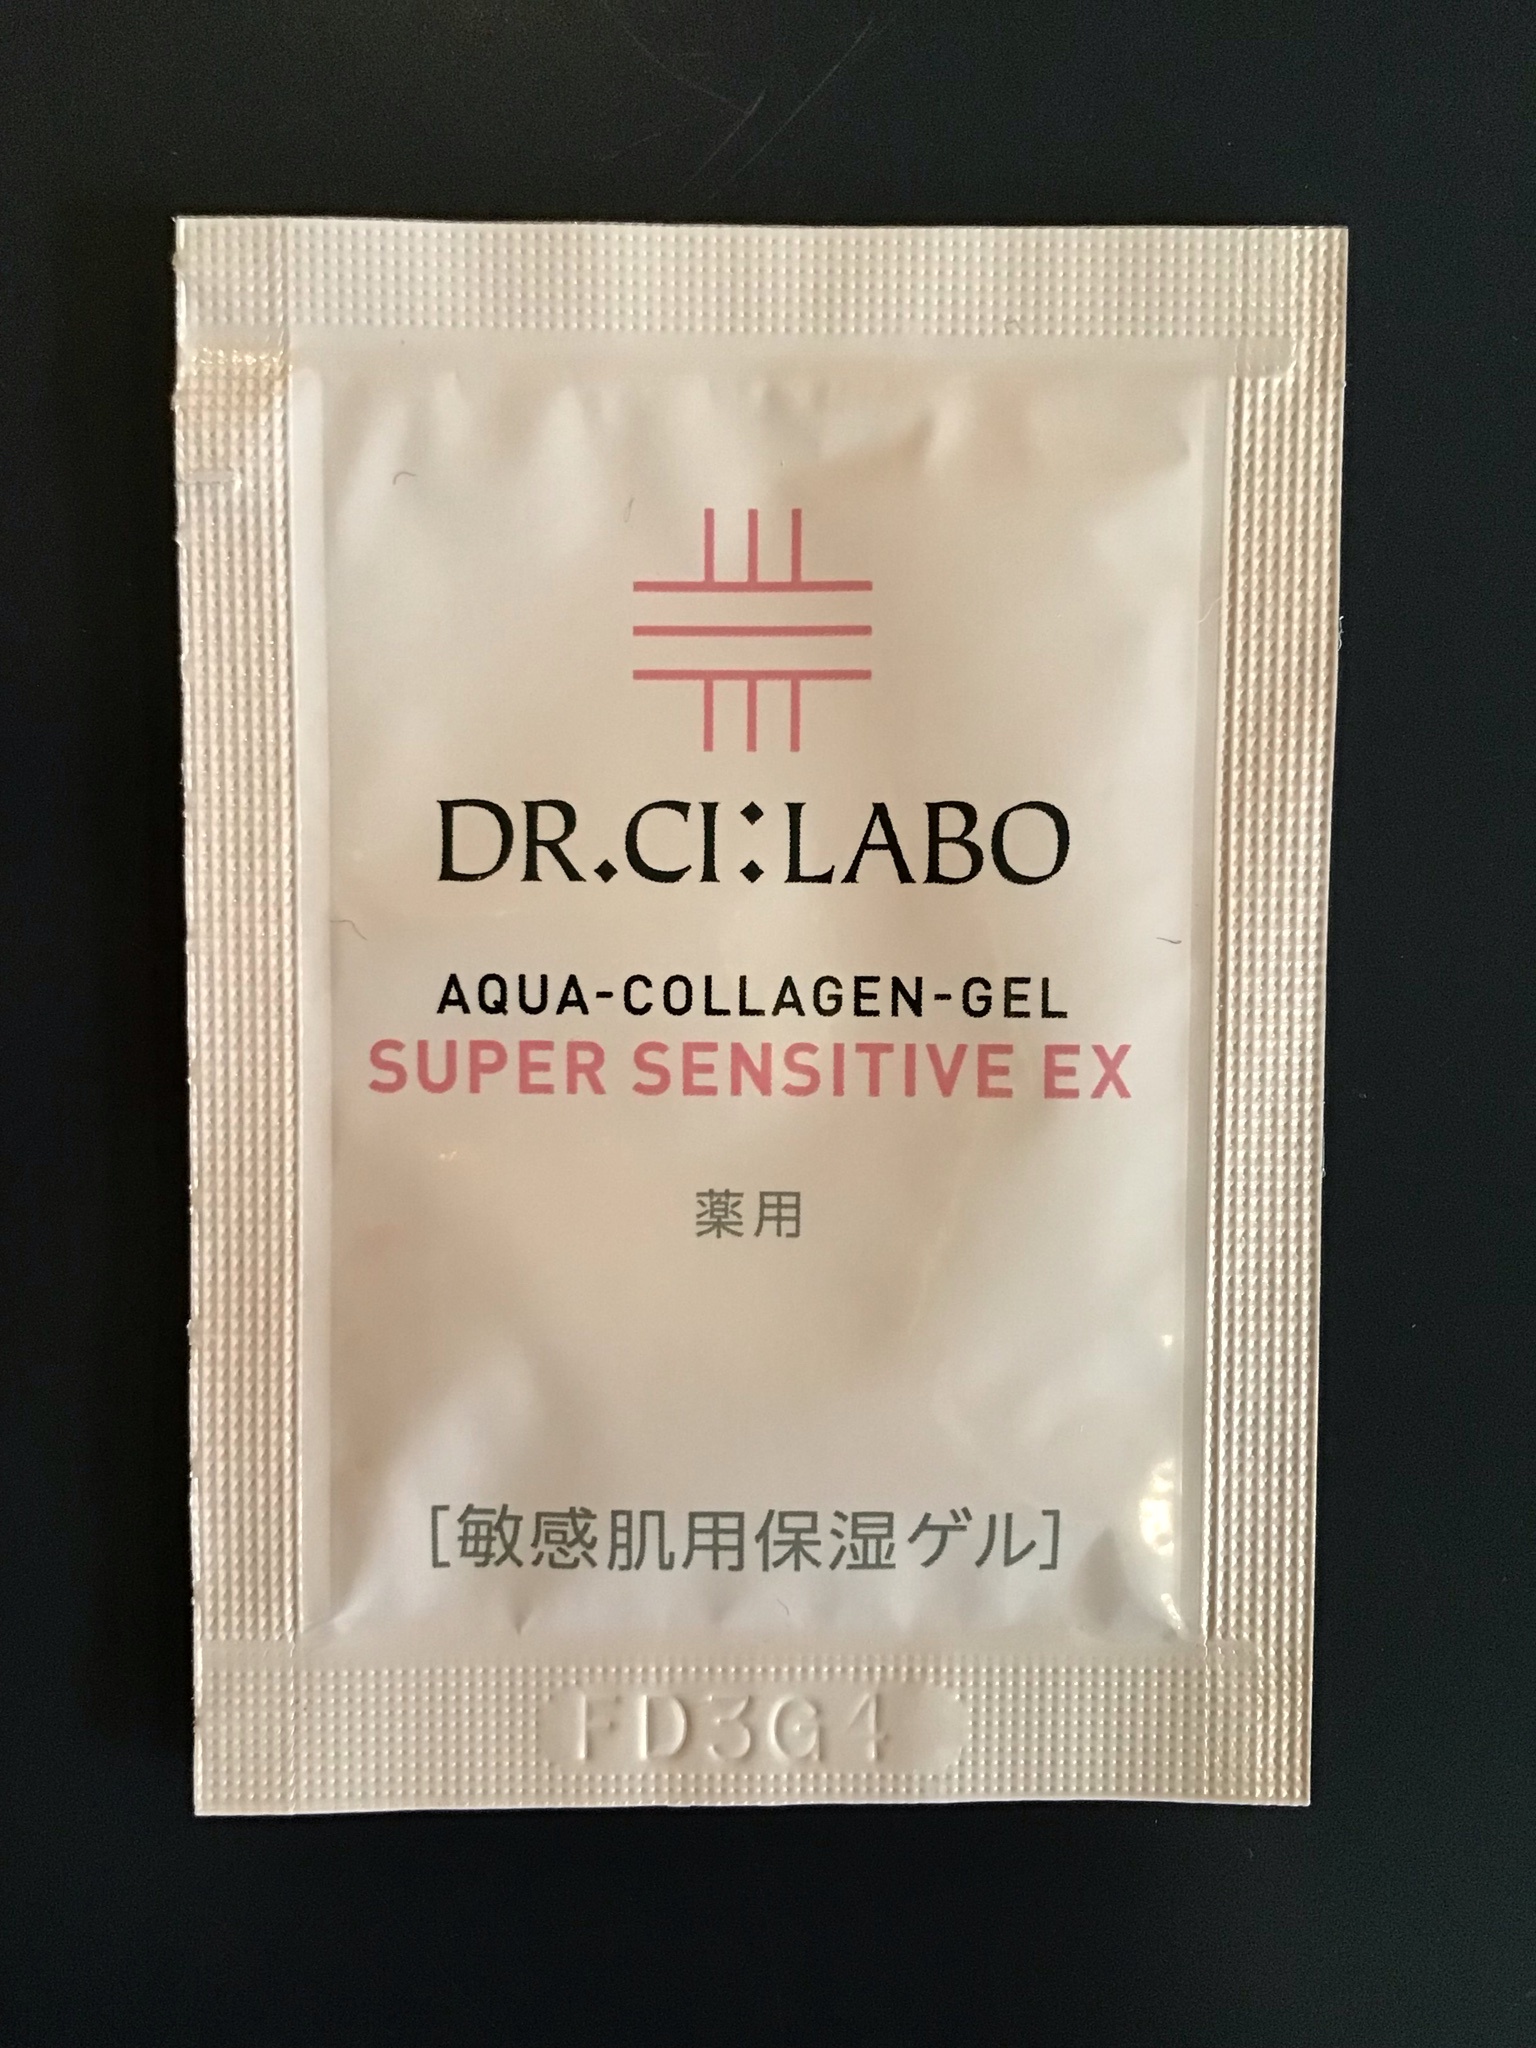 DR.CI:LABO
AQUA-COLLAGEN-GEL
SUPER SENSITIVE EX
薬用
[敏感肌用保湿ゲル]
FD3G4